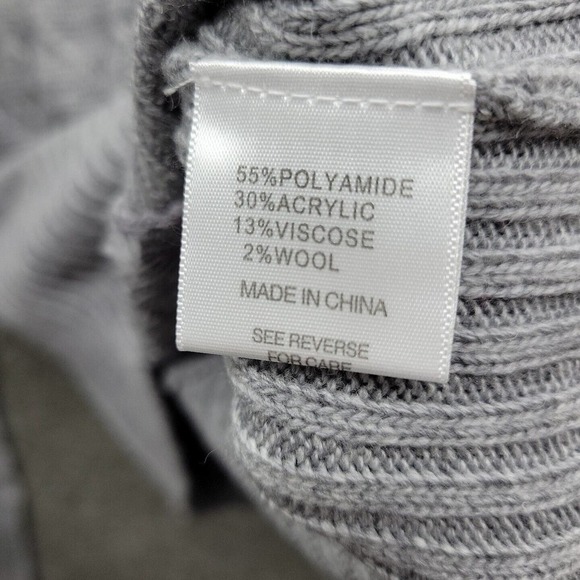 55%POLYAMIDE
30%ACRYLIC
13%VISCOSE
2%WOOL
MADE IN CHINA
SEE REVERSE
FOR CARE